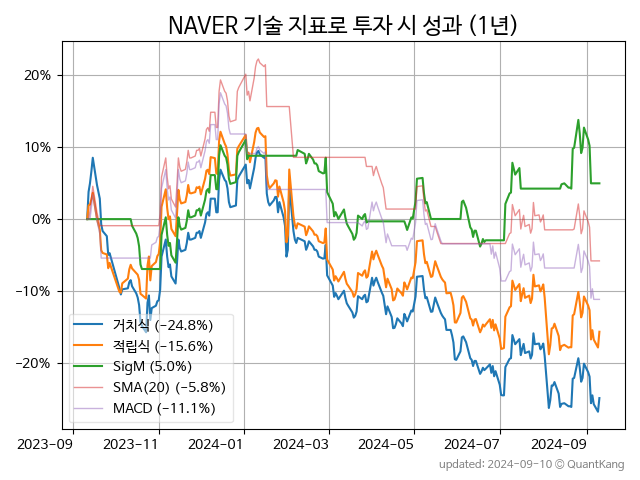 NAVER 기술 지표로 투자 시 성과 (1년)
20%
10%
0%
−10%
−20%
거치식 (−24.8%)
적립식 (−15.6%)
SigM (5.0%)
SMA(20) (−5.8%)
MACD (−11.1%)
2023-09 2023-11 2024-01 2024-03 2024-05 2024-07 2024-09
updated: 2024-09-10 @ QuantKang